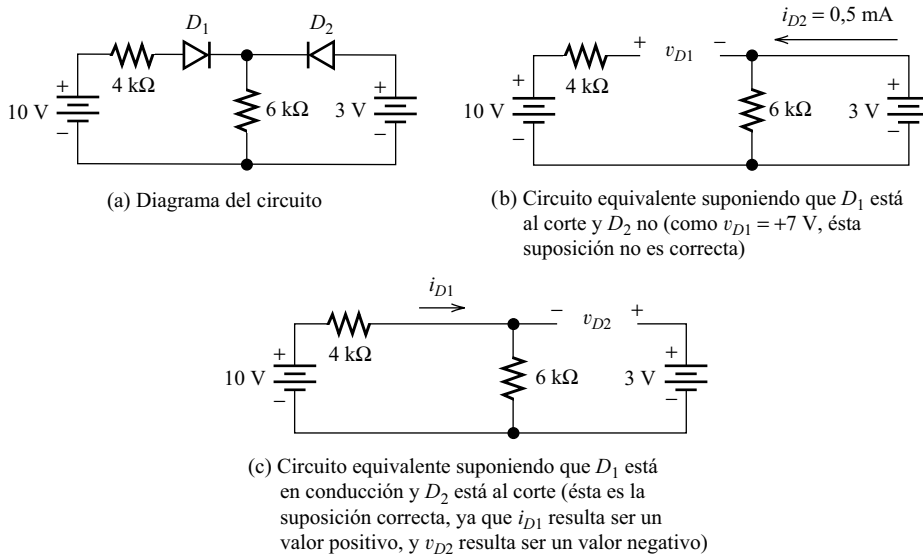 D1
D2
+
4 kΩ
+
10 V
6 kΩ
3 V
−
−
(a) Diagrama del circuito
iD2 = 0,5 mA
+ vD1 −
+
4 kΩ
+
10 V
6 kΩ
3 V
−
−
(b) Circuito equivalente suponiendo que D1 está
al corte y D2 no (como vD1 = +7 V, ésta
suposición no es correcta)
iD1
− vD2 +
+
4 kΩ
+
10 V
6 kΩ
3 V
−
−
(c) Circuito equivalente suponiendo que D1 está
en conducción y D2 está al corte (ésta es la
suposición correcta, ya que iD1 resulta ser un
valor positivo, y vD2 resulta ser un valor negativo)